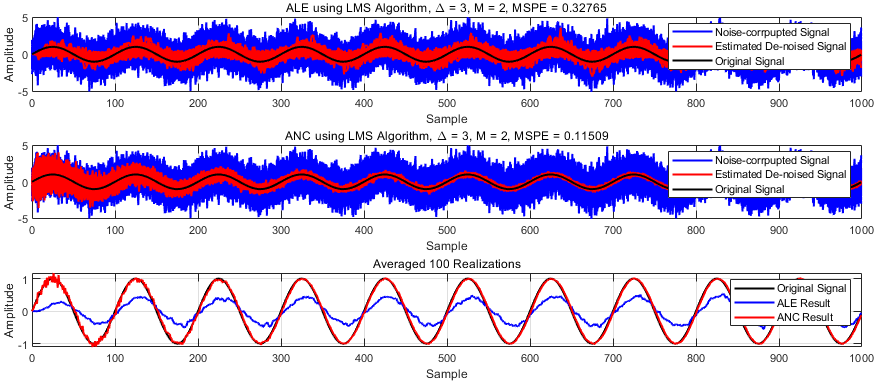 ALE using LMS Algorithm, Δ = 3, M = 2, MSPE = 0.32765
5
0
-5
Amplitude
Noise-corrpupted Signal
Estimated De-noised Signal
Original Signal
0 100 200 300 400 500 600 700 800 900 1000
Sample
ANC using LMS Algorithm, Δ = 3, M = 2, MSPE = 0.11509
5
0
-5
Amplitude
Noise-corrpupted Signal
Estimated De-noised Signal
Original Signal
0 100 200 300 400 500 600 700 800 900 1000
Sample
Averaged 100 Realizations
1
0
-1
Amplitude
Original Signal
ALE Result
ANC Result
0 100 200 300 400 500 600 700 800 900 1000
Sample